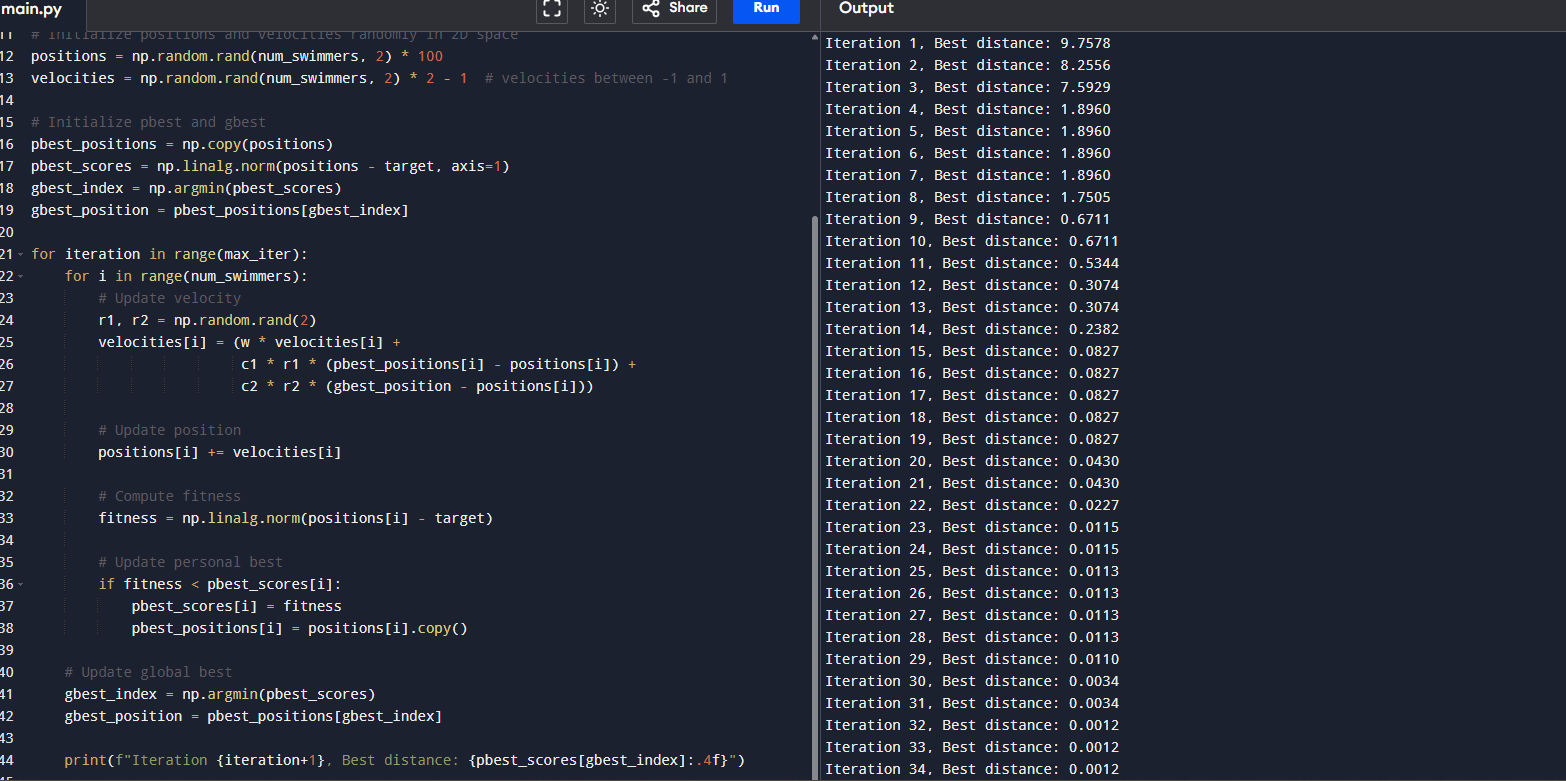 main.py
Share
Run
Output
11 # Initialize positions and velocities randomly in 2D space
12 positions = np.random.rand(num_swimmers, 2) * 100
13 velocities = np.random.rand(num_swimmers, 2) * 2 - 1  # velocities between -1 and 1
14
15 # Initialize pbest and gbest
16 pbest_positions = np.copy(positions)
17 pbest_scores = np.linalg.norm(positions - target, axis=1)
18 gbest_index = np.argmin(pbest_scores)
19 gbest_position = pbest_positions[gbest_index]
20
21 for iteration in range(max_iter):
22     for i in range(num_swimmers):
23         # Update velocity
24         r1, r2 = np.random.rand(2)
25         velocities[i] = (w * velocities[i] +
26                          c1 * r1 * (pbest_positions[i] - positions[i]) +
27                          c2 * r2 * (gbest_position - positions[i]))
28
29         # Update position
30         positions[i] += velocities[i]
31
32         # Compute fitness
33         fitness = np.linalg.norm(positions[i] - target)
34
35         # Update personal best
36         if fitness < pbest_scores[i]:
37             pbest_scores[i] = fitness
38             pbest_positions[i] = positions[i].copy()
39
40     # Update global best
41     gbest_index = np.argmin(pbest_scores)
42     gbest_position = pbest_positions[gbest_index]
43
44     print(f"Iteration {iteration+1}, Best distance: {pbest_scores[gbest_index]:.4f}")
Iteration 1, Best distance: 9.7578
Iteration 2, Best distance: 8.2556
Iteration 3, Best distance: 7.5929
Iteration 4, Best distance: 1.8960
Iteration 5, Best distance: 1.8960
Iteration 6, Best distance: 1.8960
Iteration 7, Best distance: 1.8960
Iteration 8, Best distance: 1.7505
Iteration 9, Best distance: 0.6711
Iteration 10, Best distance: 0.6711
Iteration 11, Best distance: 0.5344
Iteration 12, Best distance: 0.3074
Iteration 13, Best distance: 0.3074
Iteration 14, Best distance: 0.2382
Iteration 15, Best distance: 0.0827
Iteration 16, Best distance: 0.0827
Iteration 17, Best distance: 0.0827
Iteration 18, Best distance: 0.0827
Iteration 19, Best distance: 0.0827
Iteration 20, Best distance: 0.0430
Iteration 21, Best distance: 0.0430
Iteration 22, Best distance: 0.0227
Iteration 23, Best distance: 0.0115
Iteration 24, Best distance: 0.0115
Iteration 25, Best distance: 0.0113
Iteration 26, Best distance: 0.0113
Iteration 27, Best distance: 0.0113
Iteration 28, Best distance: 0.0113
Iteration 29, Best distance: 0.0110
Iteration 30, Best distance: 0.0034
Iteration 31, Best distance: 0.0034
Iteration 32, Best distance: 0.0012
Iteration 33, Best distance: 0.0012
Iteration 34, Best distance: 0.0012